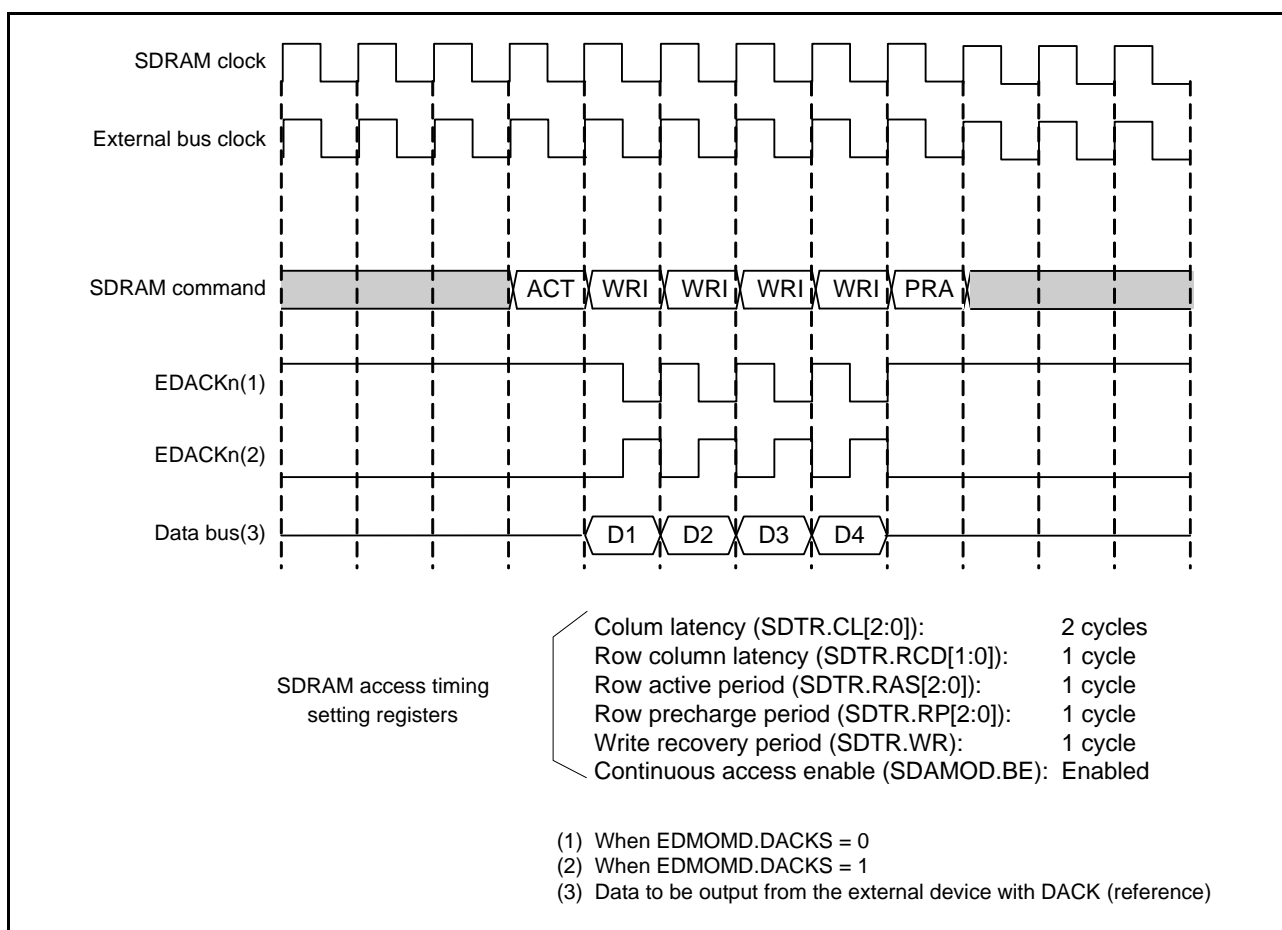 SDRAM clock
External bus clock
SDRAM command ACT WRI WRI WRI WRI PRA
EDACKn(1)
EDACKn(2)
Data bus(3) D1 D2 D3 D4
SDRAM access timing
setting registers
Colum latency (SDTR.CL[2:0]): 2 cycles
Row column latency (SDTR.RCD[1:0]): 1 cycle
Row active period (SDTR.RAS[2:0]): 1 cycle
Row precharge period (SDTR.RP[2:0]): 1 cycle
Write recovery period (SDTR.WR): 1 cycle
Continuous access enable (SDAMOD.BE): Enabled
(1) When EDMOMD.DACKS = 0
(2) When EDMOMD.DACKS = 1
(3) Data to be output from the external device with DACK (reference)